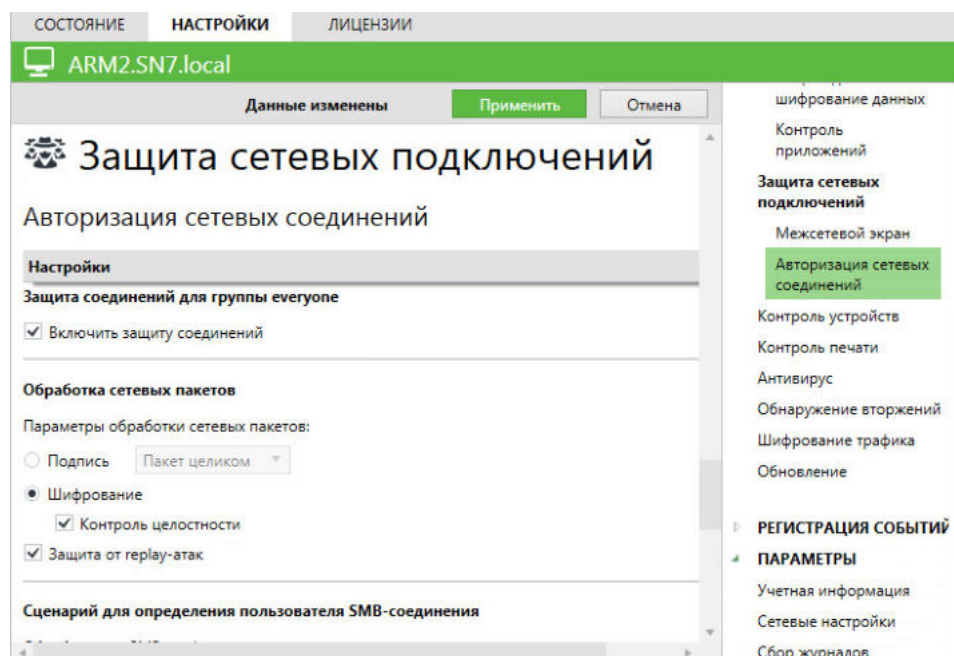 СОСТОЯНИЕ НАСТРОЙКИ ЛИЦЕНЗИИ
ARM2.SN7.local
Данные изменены Применить Отмена
Защита сетевых подключений
Авторизация сетевых соединений
Настройки
Защита соединений для группы everyone
Включить защиту соединений
Обработка сетевых пакетов
Параметры обработки сетевых пакетов:
Подпись Пакет целиком
Шифрование
Контроль целостности
Защита от replay-атак
Сценарий для определения пользователя SMB-соединения
шифрование данных
Контроль
приложений
Защита сетевых
подключений
Межсетевой экран
Авторизация сетевых
соединений
Контроль устройств
Контроль печати
Антивирус
Обнаружение вторжений
Шифрование трафика
Обновление
РЕГИСТРАЦИЯ СОБЫТИЙ
ПАРАМЕТРЫ
Учетная информация
Сетевые настройки
Сбор журналов